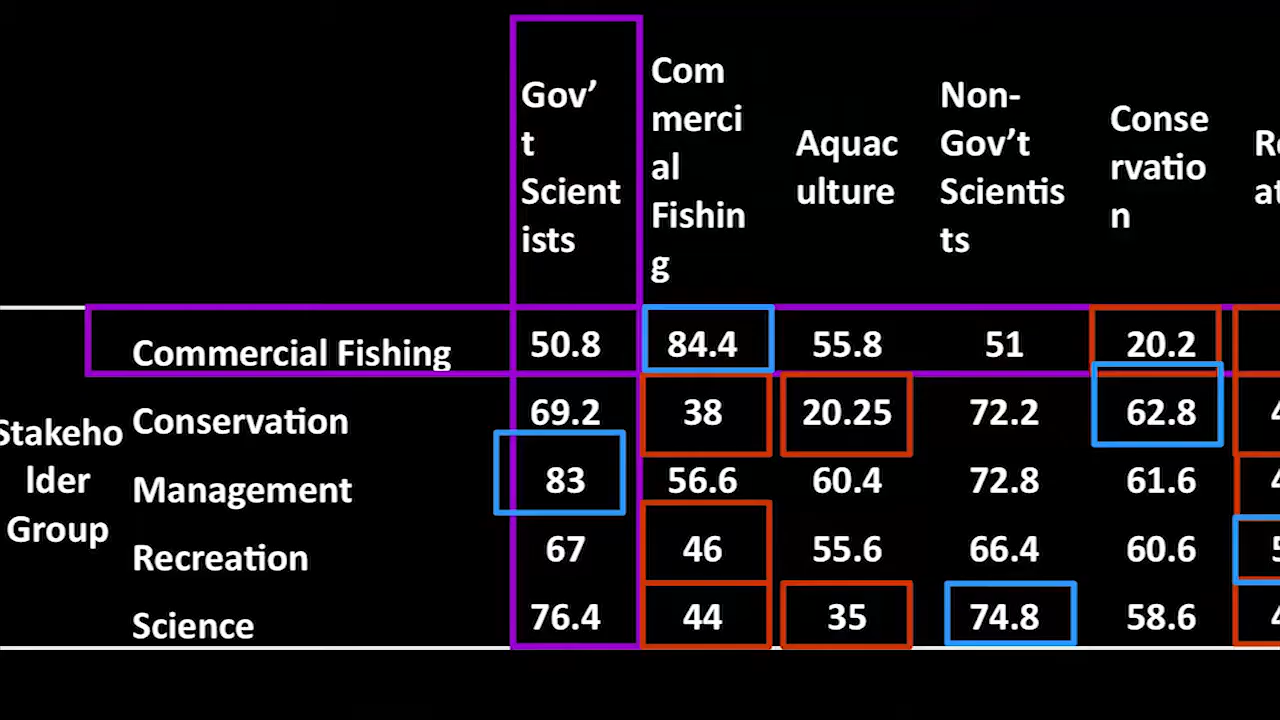 Gov’
t
Scient
ists
Com
merci
al
Fishin
g
Aquac
ulture
Non-
Gov’t
Scientis
ts
Conse
rvatio
n
Commercial Fishing 50.8 84.4 55.8 51 20.2
Stakeho
lder
Group
Conservation 69.2 38 20.25 72.2 62.8
Management 83 56.6 60.4 72.8 61.6
Recreation 67 46 55.6 66.4 60.6
Science 76.4 44 35 74.8 58.6